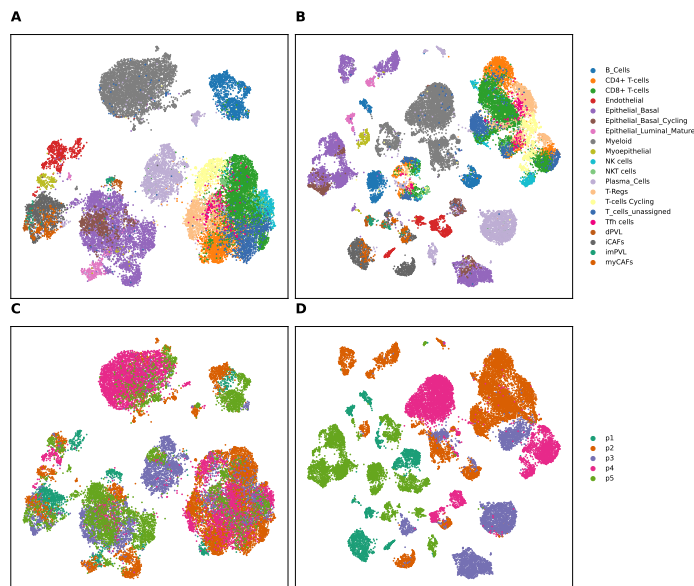 A
B
B_Cells
CD4+ T-cells
CD8+ T-cells
Endothelial
Epithelial_Basal
Epithelial_Basal_Cycling
Epithelial_Luminal_Mature
Myeloid
Myoepithelial
NK cells
NKT cells
Plasma_Cells
T-Regs
T-cells Cycling
T_cells_unassigned
Tfh cells
dPVL
iCAFs
imPVL
myCAFs
C
D
p1
p2
p3
p4
p5